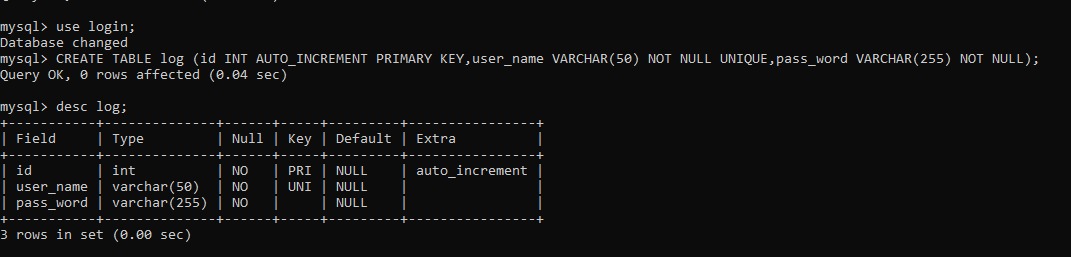 mysql> use login;
Database changed
mysql> CREATE TABLE log (id INT AUTO_INCREMENT PRIMARY KEY,user_name VARCHAR(50) NOT NULL UNIQUE,pass_word VARCHAR(255) NOT NULL);
Query OK, 0 rows affected (0.04 sec)
mysql> desc log;
+-----------+--------------+------+-----+---------+----------------+
| Field     | Type         | Null | Key | Default | Extra          |
+-----------+--------------+------+-----+---------+----------------+
| id        | int          | NO   | PRI | NULL    | auto_increment |
| user_name | varchar(50)  | NO   | UNI | NULL    |                |
| pass_word | varchar(255) | NO   |     | NULL    |                |
+-----------+--------------+------+-----+---------+----------------+
3 rows in set (0.00 sec)